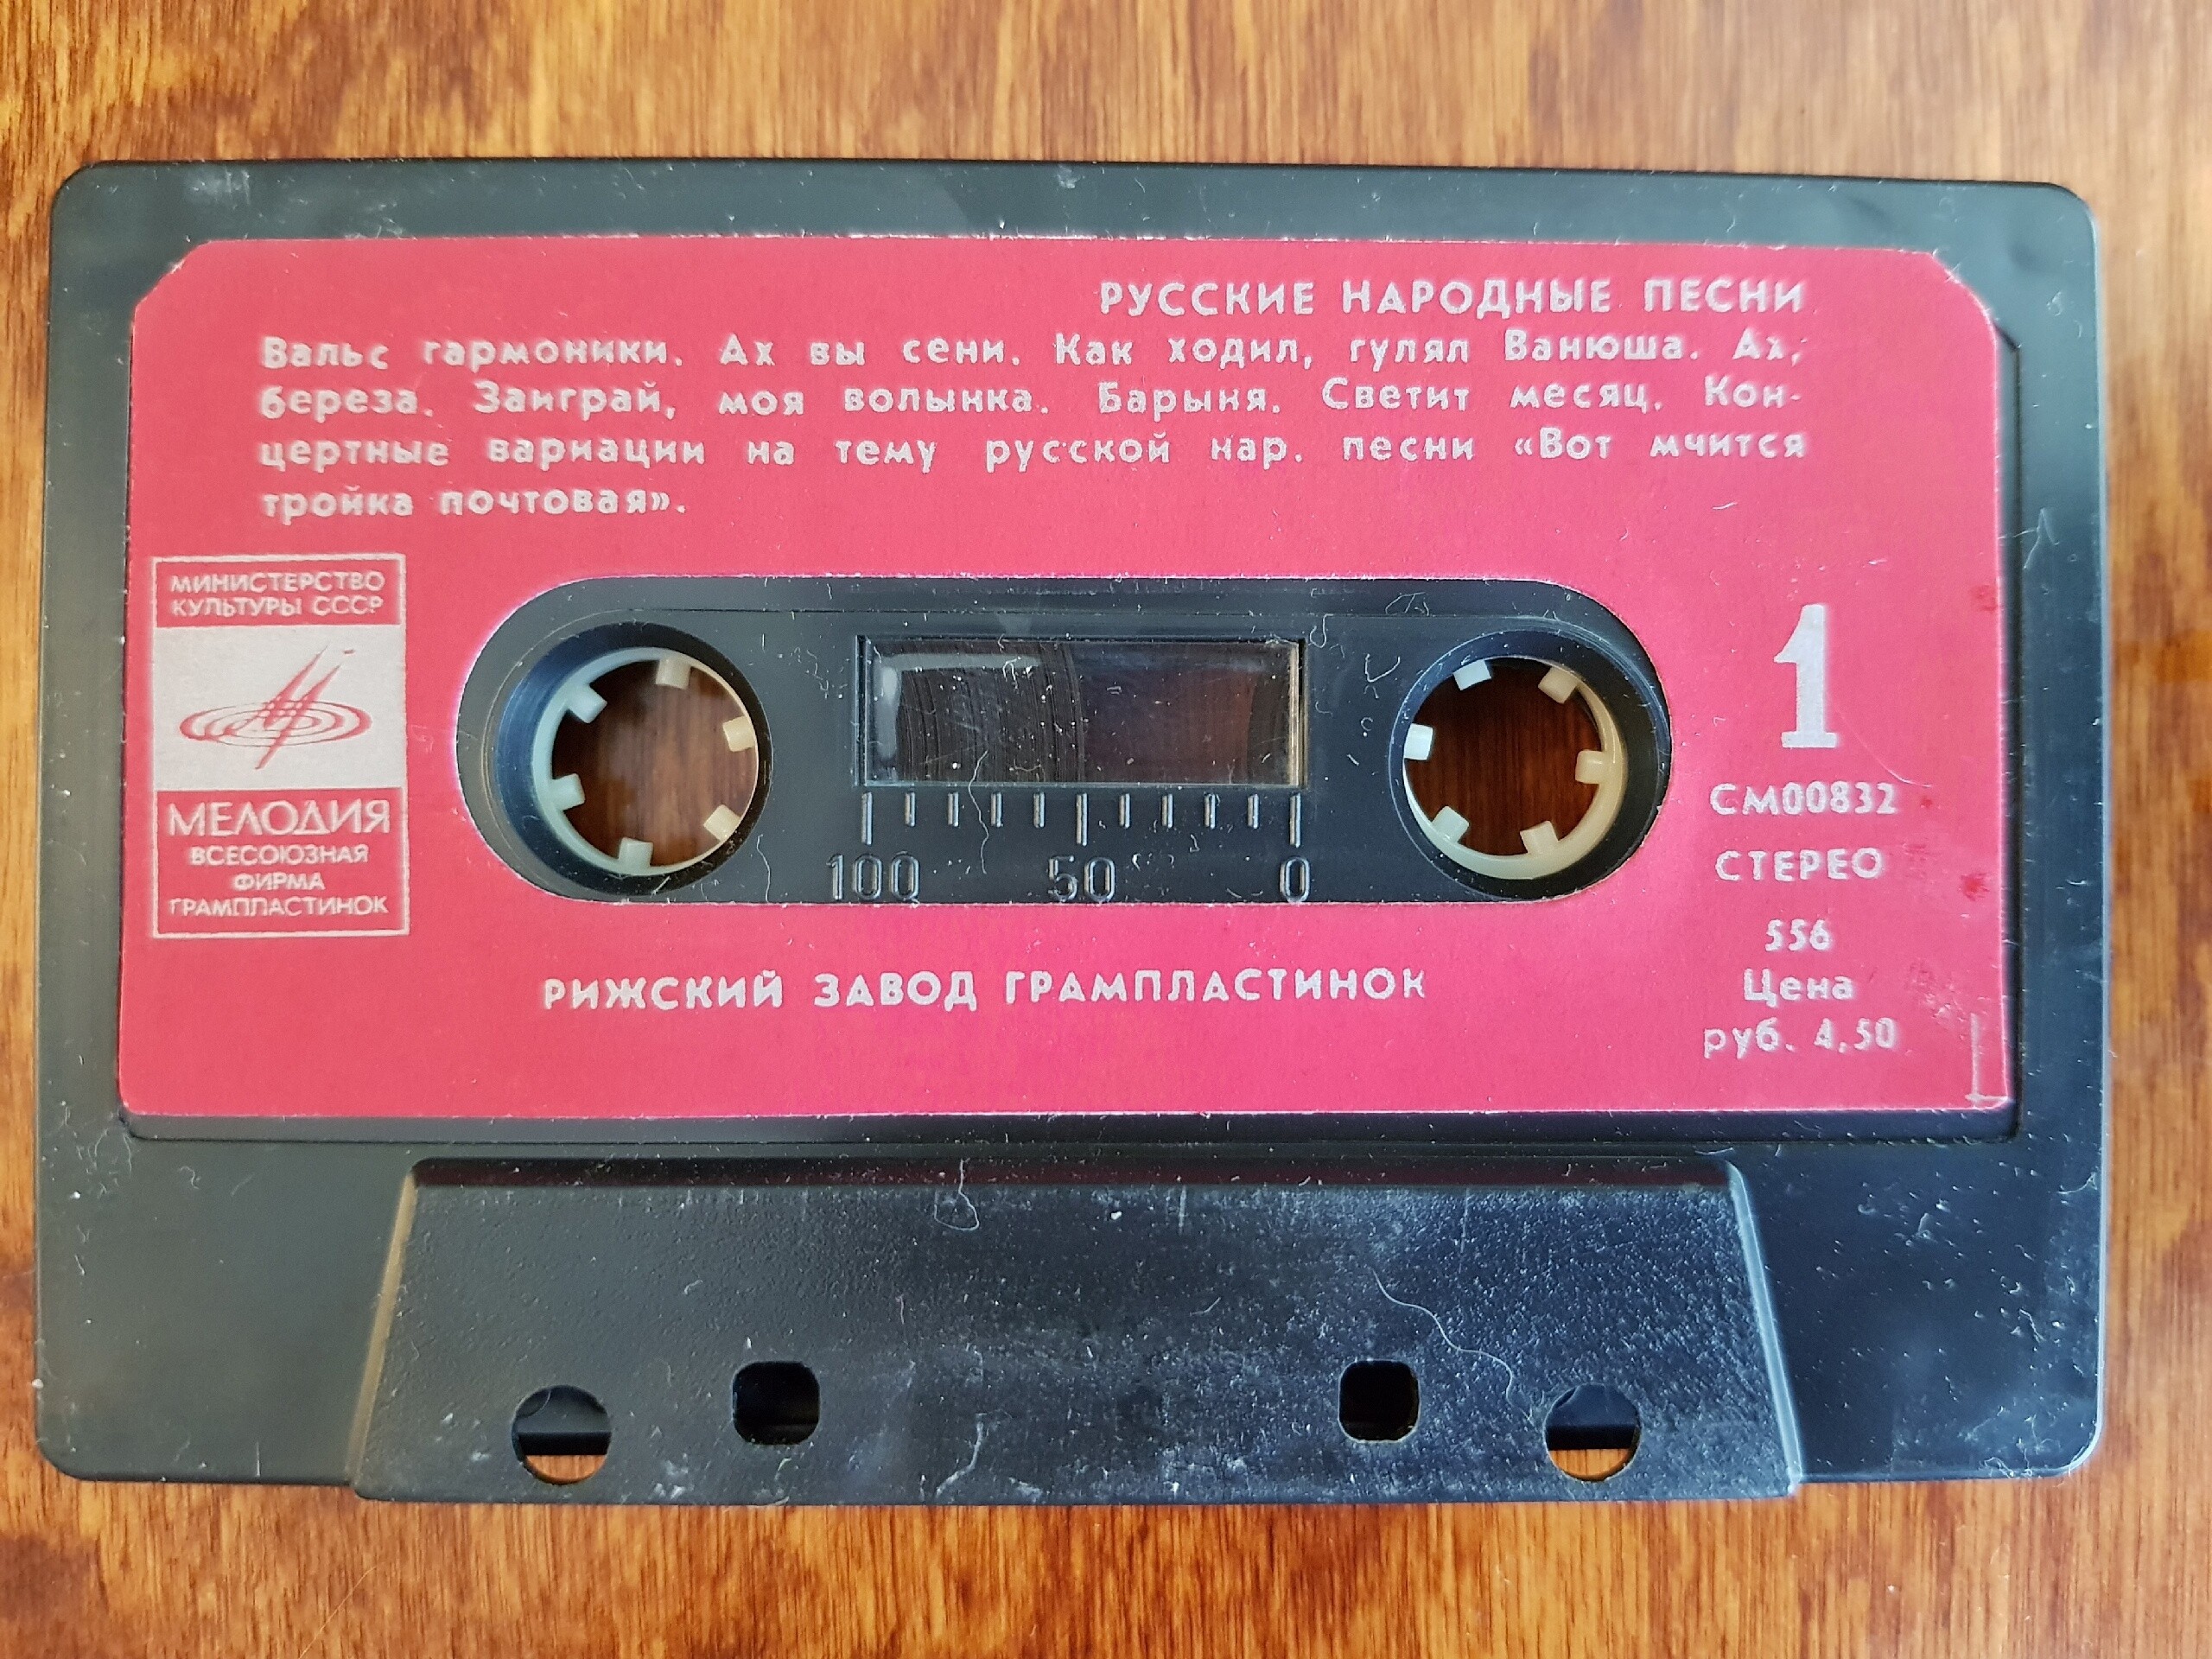 РУССКИЕ НАРОДНЫЕ ПЕСНИ
Вальс гармоники. Ах вы сени. Как ходил, гулял Ванюша. Ах,
береза. Заиграй, моя волынка. Барыня. Светит месяц. Кон-
цертные вариации на тему русской нар. песни «Вот мчится
тройка почтовая».
МИНИСТЕРСТВО
КУЛЬТУРЫ СССР
МЕЛОДИЯ
ВСЕСОЮЗНАЯ
ФИРМА
ГРАМПЛАСТИНОК
100 50 0
1
СМ00832
СТЕРЕО
556
Цена
руб. 4,50
РИЖСКИЙ ЗАВОД ГРАМПЛАСТИНОК